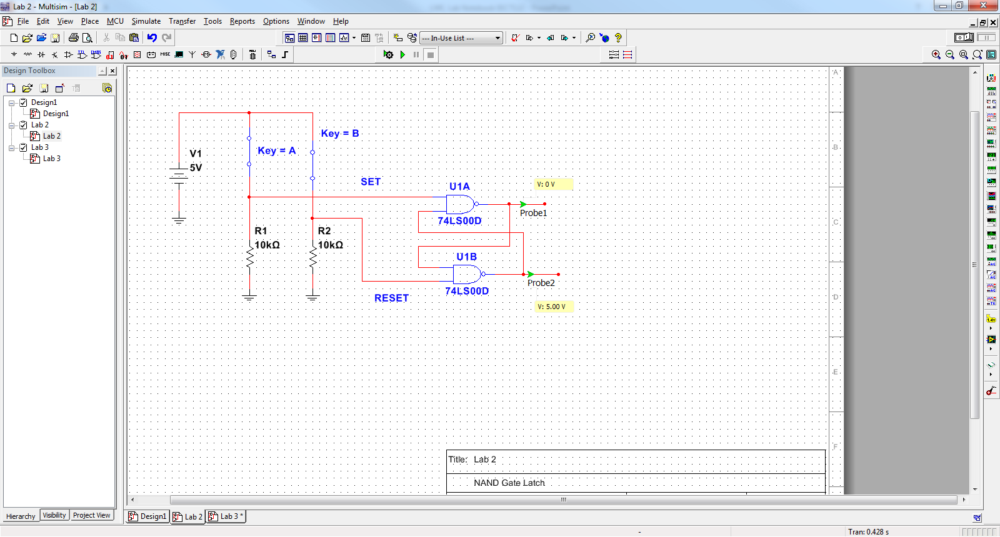 Lab 2 - Multisim - [Lab 2]
File Edit View Place MCU Simulate Transfer Tools Reports Options Window Help
--- In-Use List ---
MISC
Design Toolbox
Design1
Design1
Lab 2
Lab 2
Lab 3
Lab 3
Hierarchy Visibility Project View
A
B
C
D
E
F
Key = B
Key = A
V1
5V
SET
U1A
V: 0 V
Probe1
74LS00D
R1
10kΩ
R2
10kΩ
U1B
Probe2
74LS00D
RESET
V: 5.00 V
Title: Lab 2
NAND Gate Latch
Design1 Lab 2 Lab 3 *
- Tran: 0.428 s